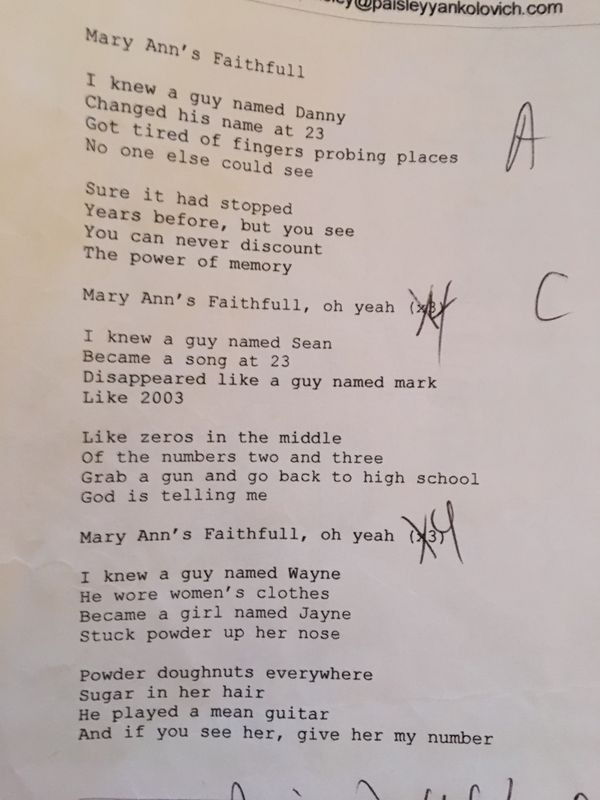 @paisleyyankolovich.com
Mary Ann's Faithfull
I knew a guy named Danny
Changed his name at 23
Got tired of fingers probing places
No one else could see
A
Sure it had stopped
Years before, but you see
You can never discount
The power of memory
Mary Ann's Faithfull, oh yeah
C
I knew a guy named Sean
Became a song at 23
Disappeared like a guy named mark
Like 2003
Like zeros in the middle
Of the numbers two and three
Grab a gun and go back to high school
God is telling me
Mary Ann's Faithfull, oh yeah (x3)
I knew a guy named Wayne
He wore women's clothes
Became a girl named Jayne
Stuck powder up her nose
Powder doughnuts everywhere
Sugar in her hair
He played a mean guitar
And if you see her, give her my number